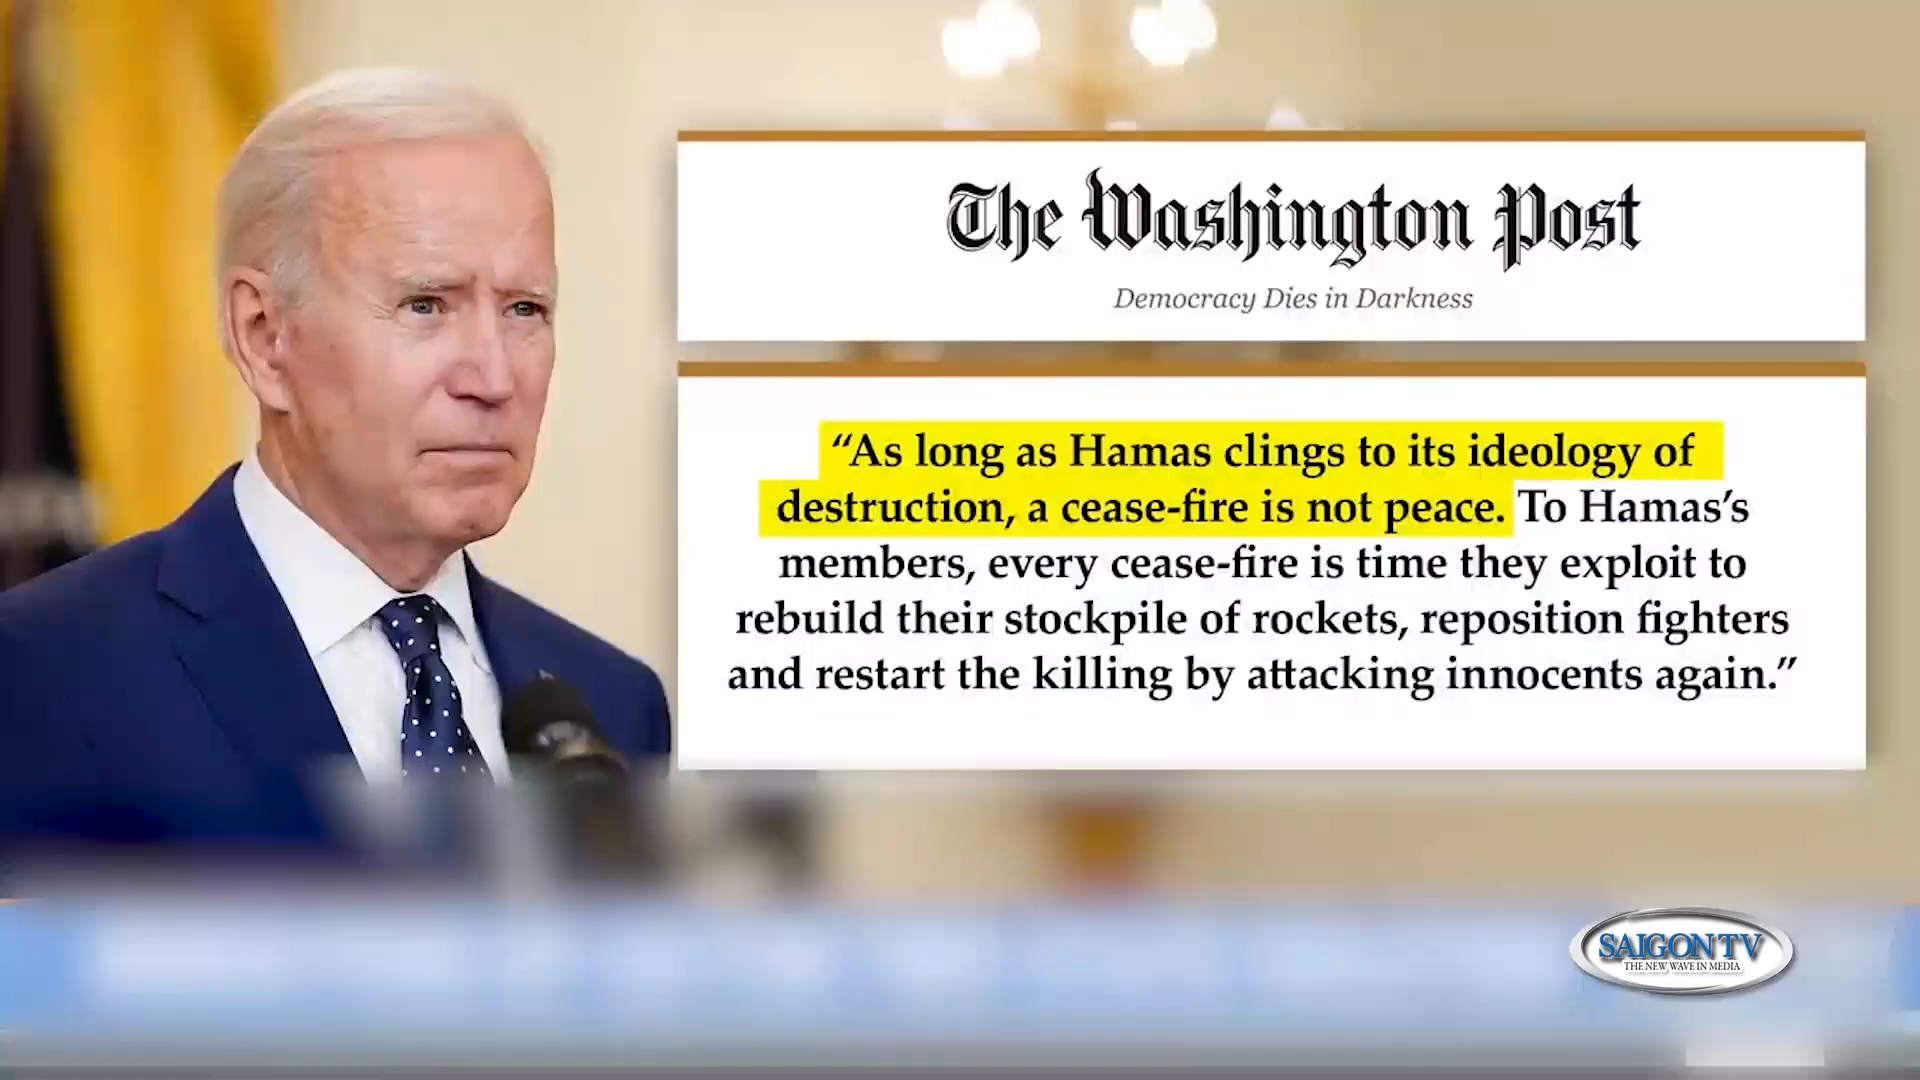 The Washington Post
Democracy Dies in Darkness
“As long as Hamas clings to its ideology of
destruction, a cease-fire is not peace. To Hamas’s
members, every cease-fire is time they exploit to
rebuild their stockpile of rockets, reposition fighters
and restart the killing by attacking innocents again.”
SAIGON TV
THE NEW WAVE IN MEDIA